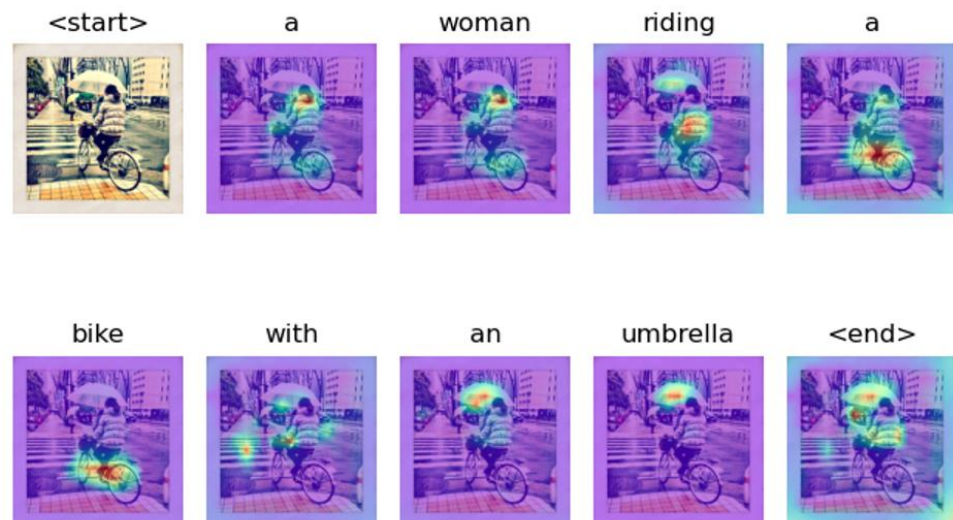 <start> a woman riding a
bike with an umbrella <end>